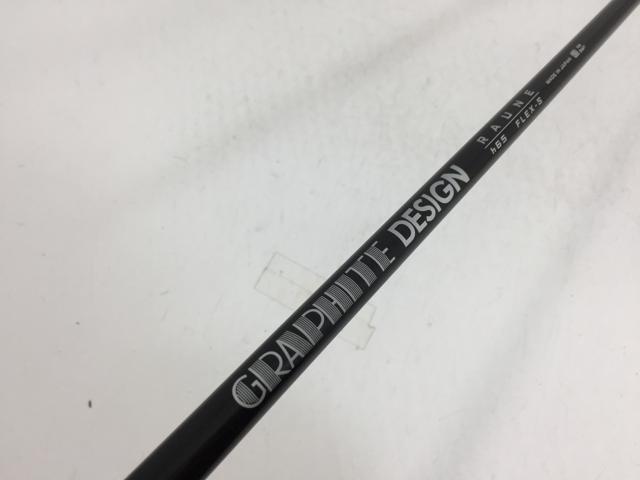 GRAPHITE DESIGN
RAUNE
h65 FLEX-S
MADE IN JAPAN